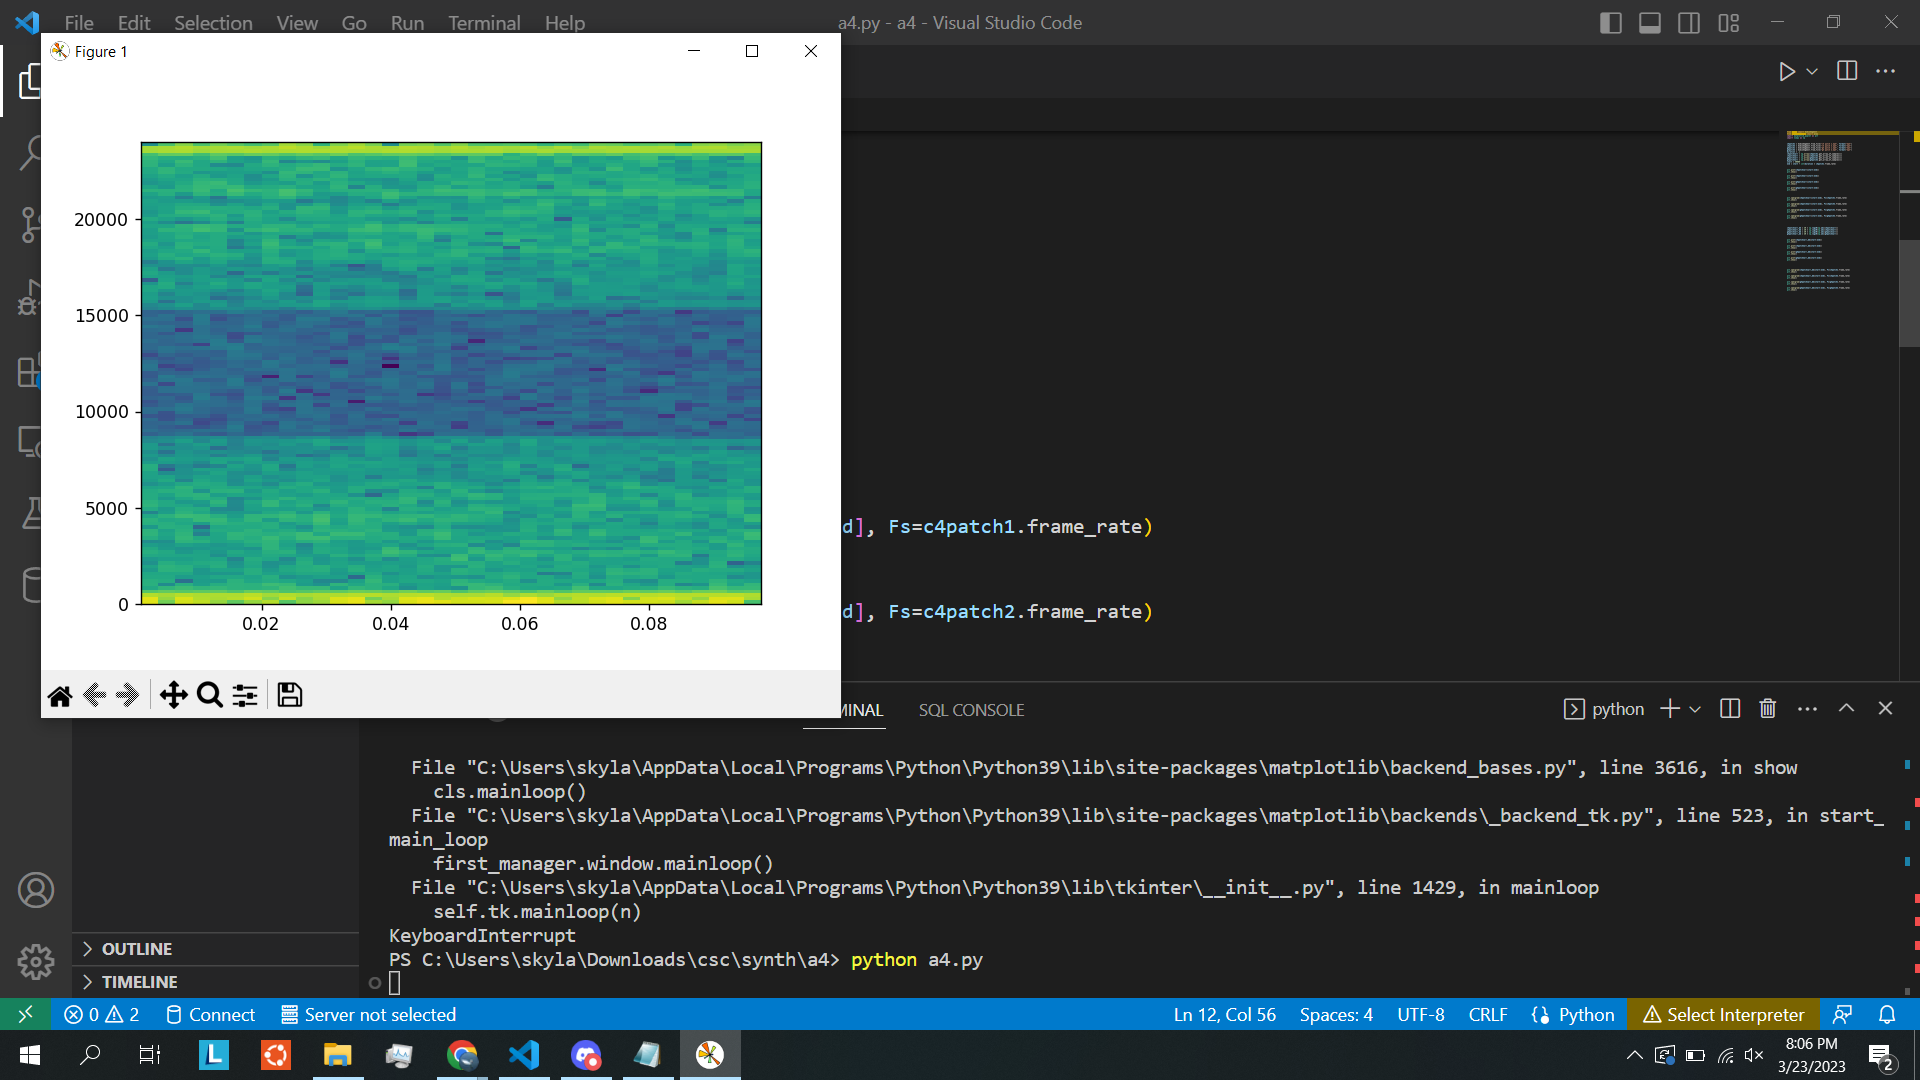 File Edit Selection View Go Run Terminal Help
a4.py - a4 - Visual Studio Code
Figure 1
20000
15000
10000
5000
0
0.02 0.04 0.06 0.08
d], Fs=c4patch1.frame_rate)
d], Fs=c4patch2.frame_rate)
MINAL SQL CONSOLE
python
File "C:\Users\skyla\AppData\Local\Programs\Python\Python39\lib\site-packages\matplotlib\backend_bases.py", line 3616, in show
cls.mainloop()
File "C:\Users\skyla\AppData\Local\Programs\Python\Python39\lib\site-packages\matplotlib\backends\_backend_tk.py", line 523, in start_
main_loop
first_manager.window.mainloop()
File "C:\Users\skyla\AppData\Local\Programs\Python\Python39\lib\tkinter\__init__.py", line 1429, in mainloop
self.tk.mainloop(n)
KeyboardInterrupt
PS C:\Users\skyla\Downloads\csc\synth\a4> python a4.py
OUTLINE
TIMELINE
0 2 Connect Server not selected Ln 12, Col 56 Spaces: 4 UTF-8 CRLF Python Select Interpreter
L
8:06 PM
3/23/2023
2